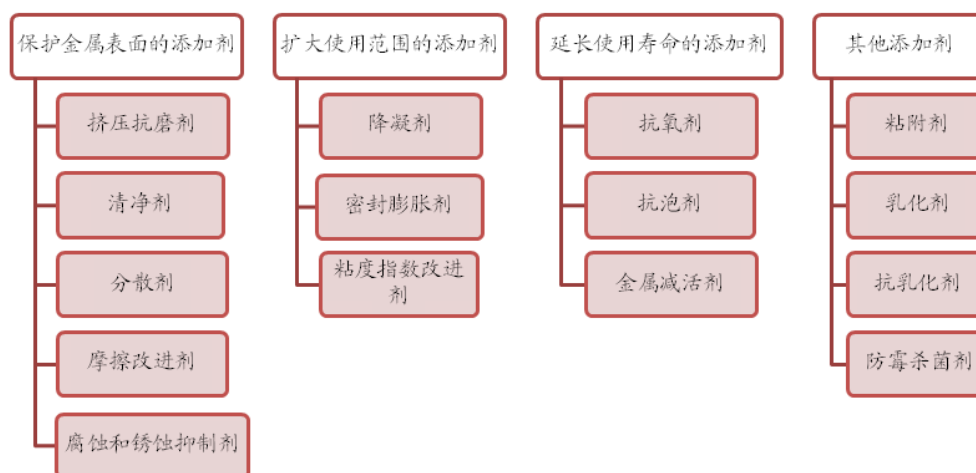 保护金属表面的添加剂
挤压抗磨剂
清净剂
分散剂
摩擦改进剂
腐蚀和锈蚀抑制剂
扩大使用范围的添加剂
降凝剂
密封膨胀剂
粘度指数改进
剂
延长使用寿命的添加剂
抗氧剂
抗泡剂
金属减活剂
其他添加剂
粘附剂
乳化剂
抗乳化剂
防霉杀菌剂